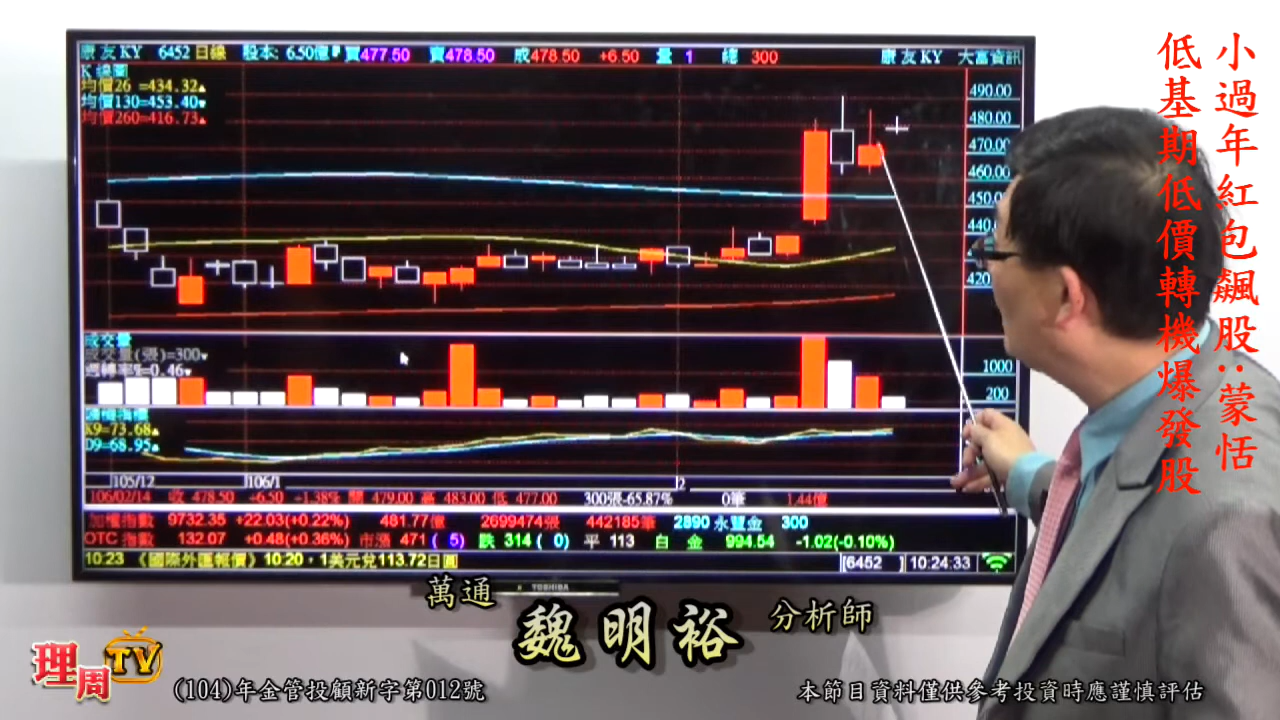 康友KY 6452日線 股本: 6.50億 買477.50 賣478.50 成478.50 +6.50 量 1 總 300 康友KY 大富資訊
K線圖
均價26 =434.32▲
均價130=453.40▼
均價260=416.73▲
490.00
480.00
470.00
460.00
450.0
440.
420
成交量
成交量(張)=300▼
週轉率%=0.46▼
1000
200
K9=73.68▲
D9=68.95▲
105/12 106/1 2
106/02/14 收 478.50 +6.50 +1.38% 開 479.00 高 483.00 低 477.00 300張-65.87% 0筆 1.44億
加權指數 9732.35 +22.03(+0.22%) 481.77億 2699474張 442185筆 2890 永豐金 300
OTC 指數 132.07 +0.48(+0.36%) 市漲 471( 5) 跌 314( 0) 平 113 白 金 994.54 -1.02(-0.10%)
10:23 《國際外匯報價》10:20,1美元兌113.72日圓 [6452 ] 10:24:33
TOSHIBA
小過年紅包飆股:蒙恬
低基期低價轉機爆發股
萬通 魏明裕 分析師
理周TV
(104)年金管投顧新字第012號
本節目資料僅供參考投資時應謹慎評估